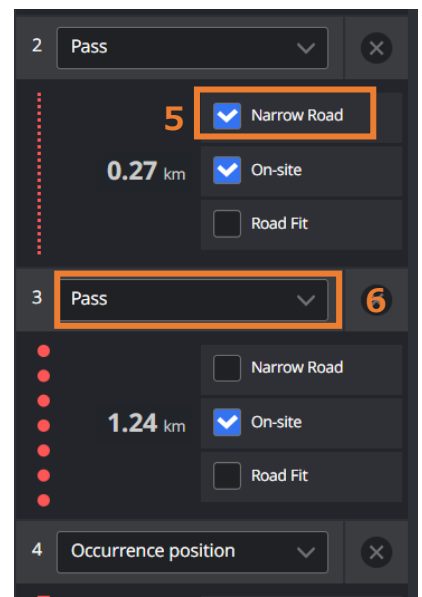 2 Pass
5 Narrow Road
0.27 km On-site
Road Fit
3 Pass 6
Narrow Road
1.24 km On-site
Road Fit
4 Occurrence position